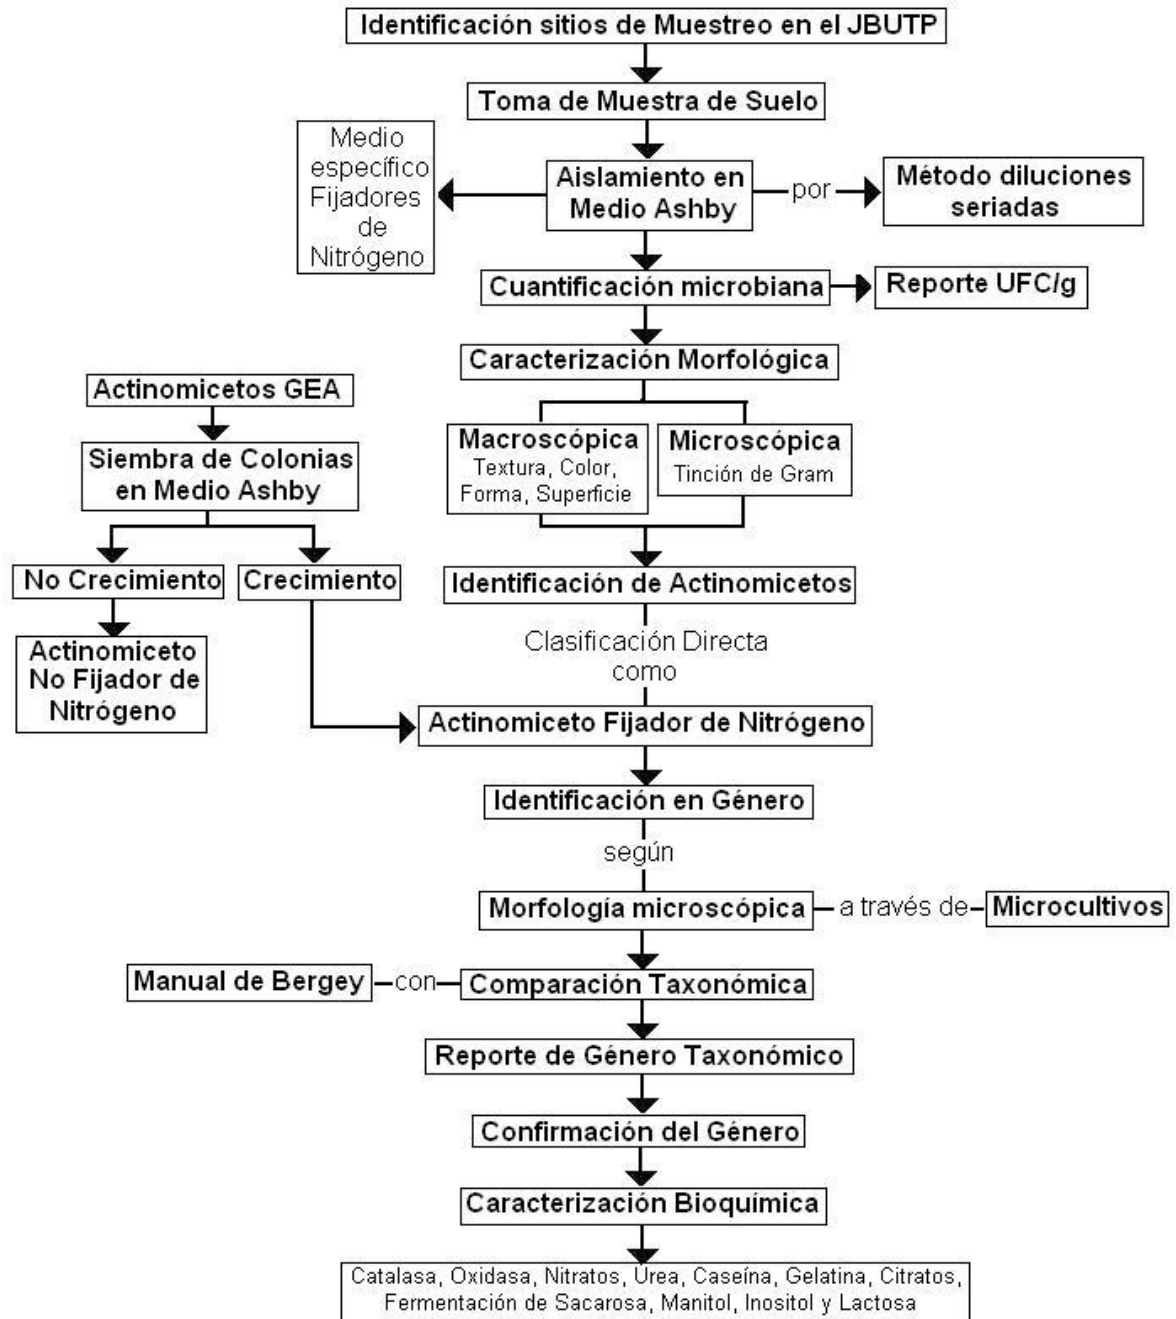 Identificación sitios de Muestreo en el JBUTP
Toma de Muestra de Suelo
Medio
específico
Fijadores
de
Nitrógeno
Aislamiento en
Medio Ashby
por
Método diluciones
seriadas
Cuantificación microbiana
Reporte UFC/g
Caracterización Morfológica
Macroscópica
Textura, Color,
Forma, Superficie
Microscópica
Tinción de Gram
Actinomicetos GEA
Siembra de Colonias
en Medio Ashby
No Crecimiento
Crecimiento
Actinomiceto
No Fijador de
Nitrógeno
Identificación de Actinomicetos
Clasificación Directa
como
Actinomiceto Fijador de Nitrógeno
Identificación en Género
según
Morfología microscópica
a través de
Microcultivos
Manual de Bergey
con
Comparación Taxonómica
Reporte de Género Taxonómico
Confirmación del Género
Caracterización Bioquímica
Catalasa, Oxidasa, Nitratos, Urea, Caseína, Gelatina, Citratos,
Fermentación de Sacarosa, Manitol, Inositol y Lactosa